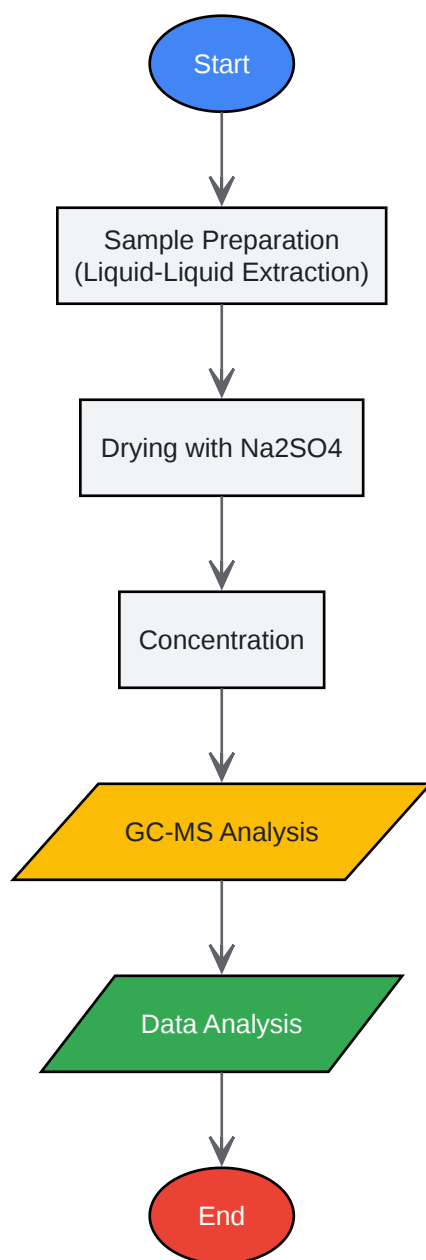 Start
Sample Preparation
(Liquid-Liquid Extraction)
Drying with Na2SO4
Concentration
GC-MS Analysis
Data Analysis
End